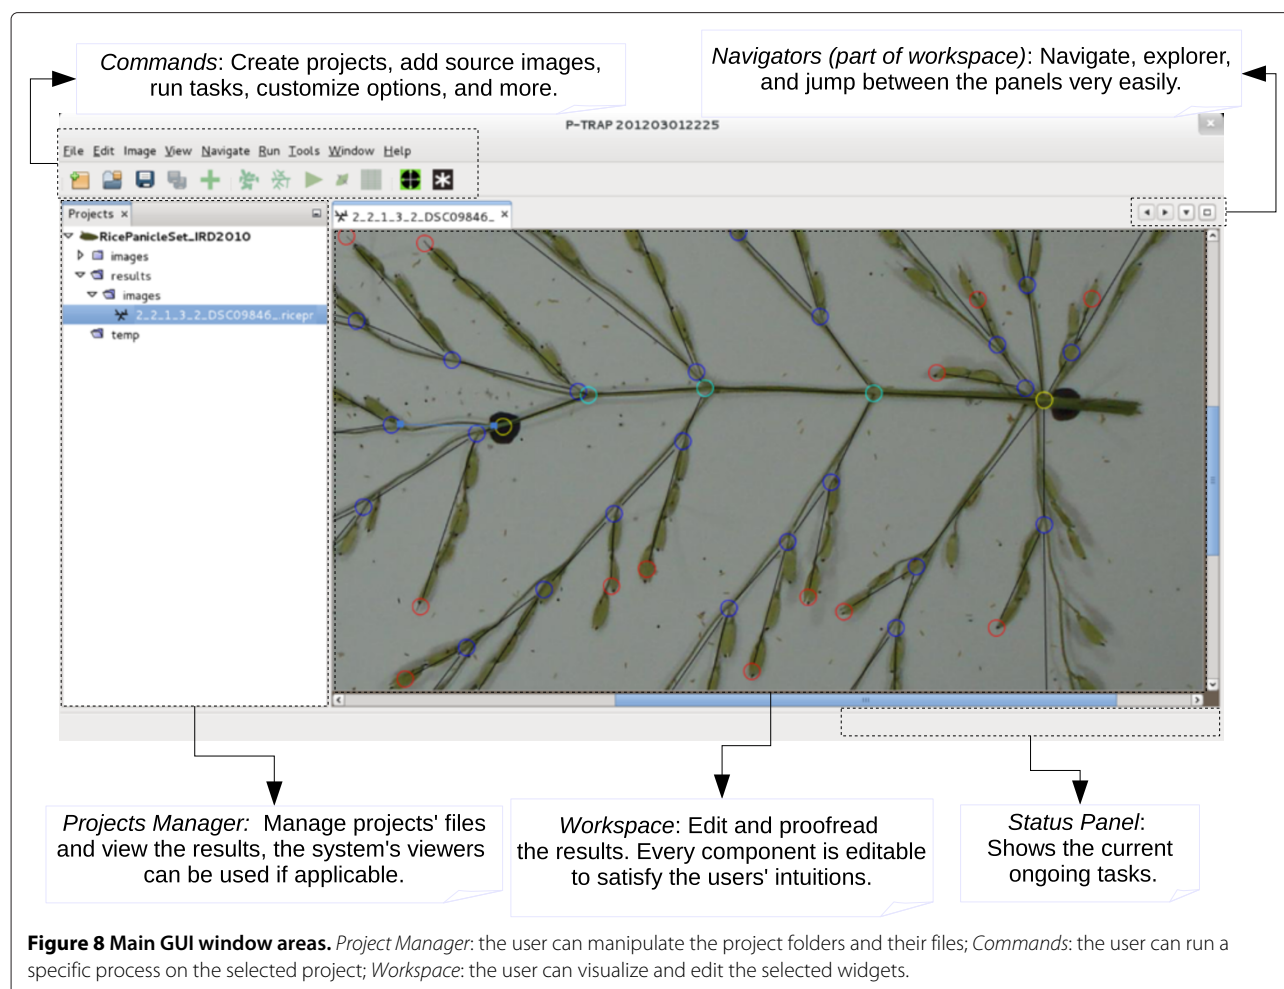 Commands: Create projects, add source images,
run tasks, customize options, and more.
Navigators (part of workspace): Navigate, explorer,
and jump between the panels very easily.
P-TRAP 201203012225
File Edit Image View Navigate Run Tools Window Help
Projects
2_2_1_3_2_DSC09846_
RicePanicleSet_IRD2010
images
results
images
2_2_1_3_2_DSC09846_.ricepr
temp
Projects Manager: Manage projects' files
and view the results, the system's viewers
can be used if applicable.
Workspace: Edit and proofread
the results. Every component is editable
to satisfy the users' intuitions.
Status Panel:
Shows the current
ongoing tasks.
Figure 8 Main GUI window areas. Project Manager: the user can manipulate the project folders and their files; Commands: the user can run a
specific process on the selected project; Workspace: the user can visualize and edit the selected widgets.